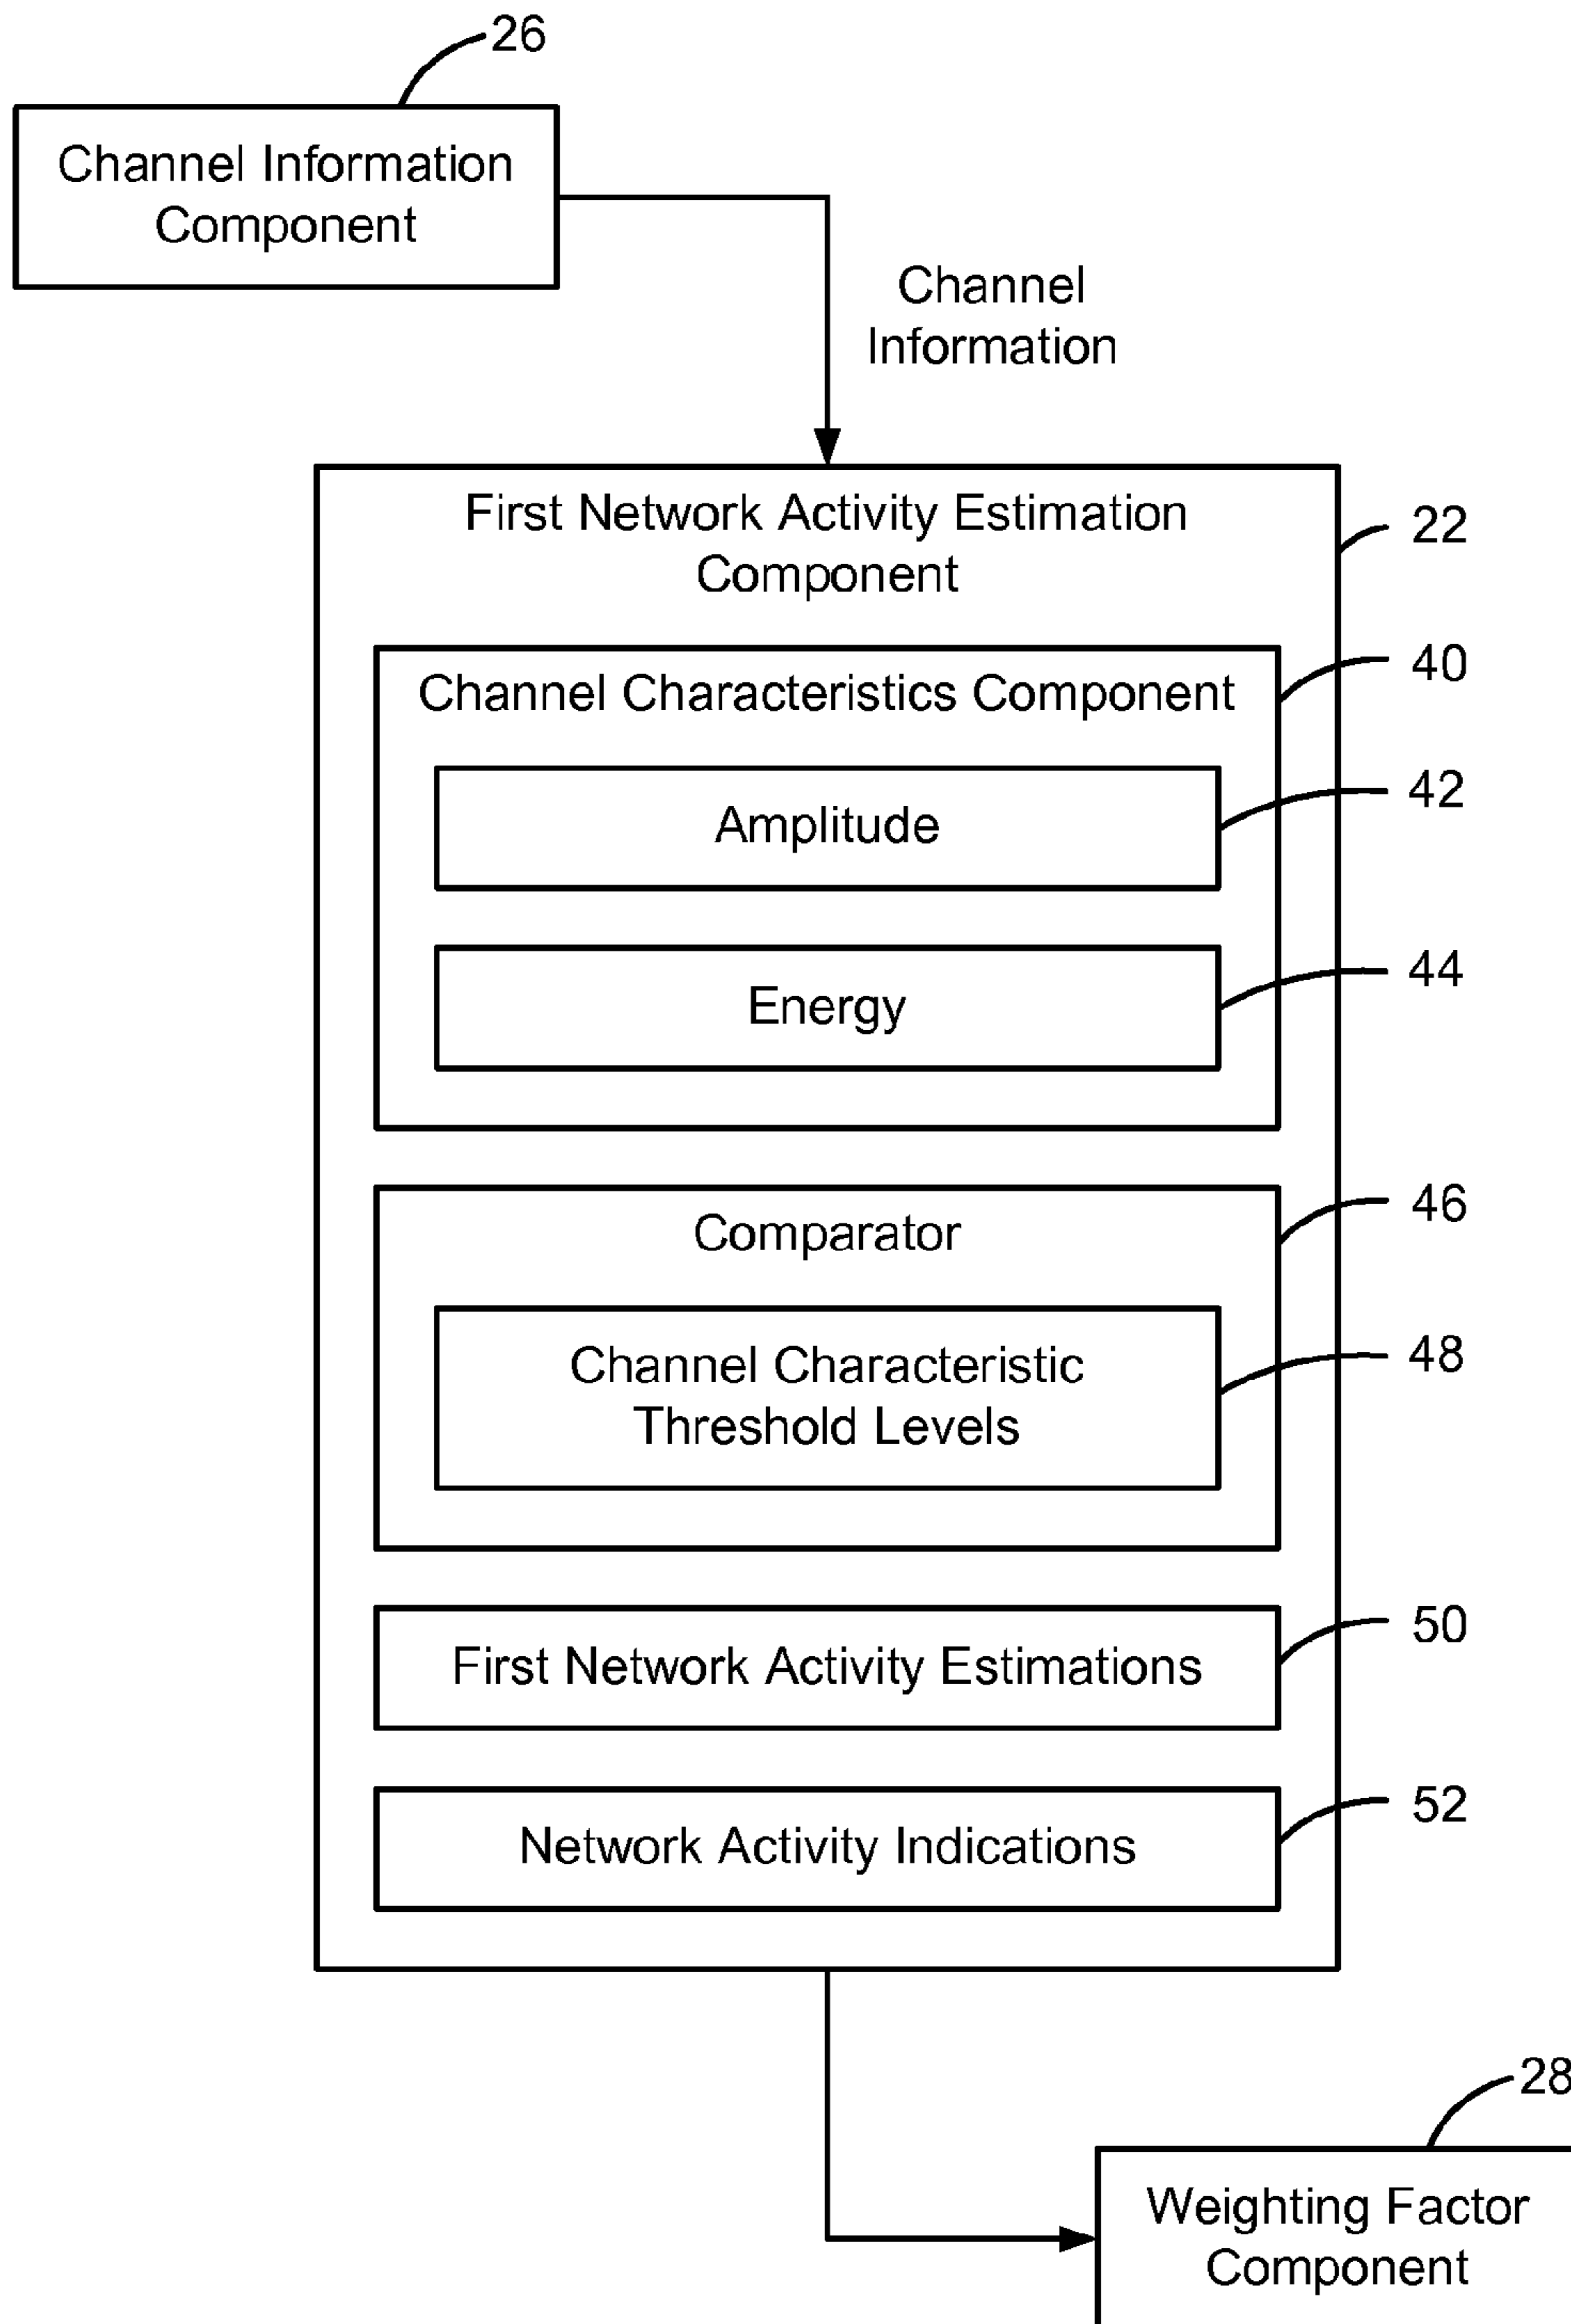 26
Channel Information
Component
Channel
Information
First Network Activity Estimation
Component
22
Channel Characteristics Component
40
Amplitude
42
Energy
44
Comparator
46
Channel Characteristic
Threshold Levels
48
First Network Activity Estimations
50
Network Activity Indications
52
28
Weighting Factor
Component